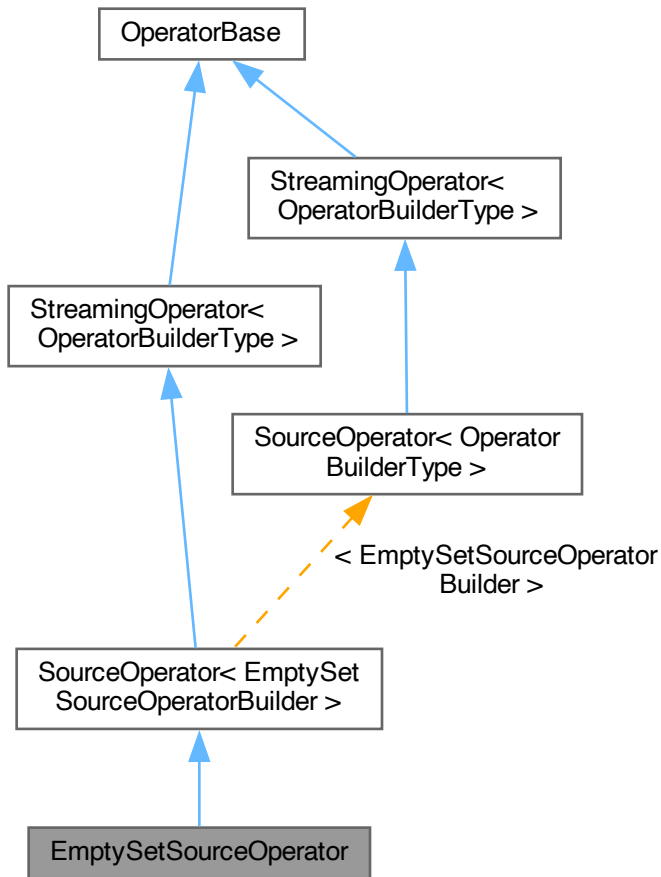 OperatorBase
StreamingOperator<
OperatorBuilderType >
StreamingOperator<
OperatorBuilderType >
SourceOperator< Operator
BuilderType >
< EmptySetSourceOperator
Builder >
SourceOperator< EmptySet
SourceOperatorBuilder >
EmptySetSourceOperator